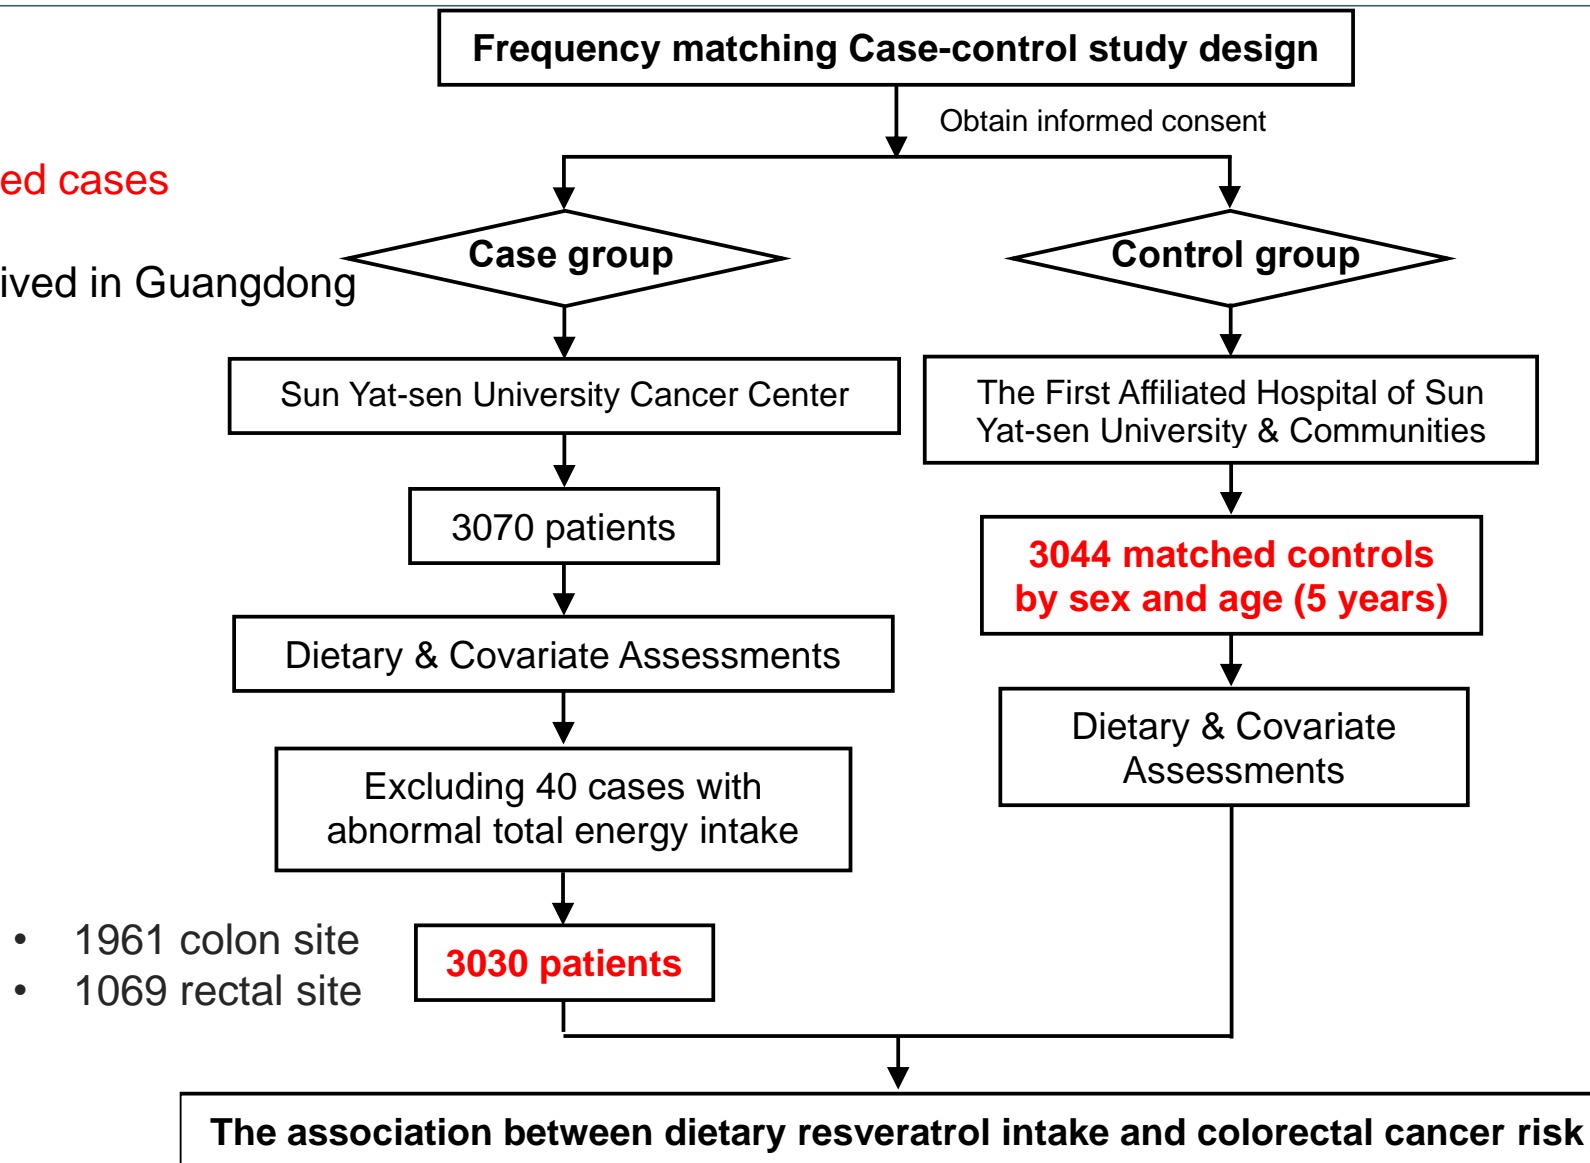 Frequency matching Case-control study design
Obtain informed consent
ed cases
ived in Guangdong
Case group
Control group
Sun Yat-sen University Cancer Center
The First Affiliated Hospital of Sun
Yat-sen University & Communities
3070 patients
3044 matched controls
by sex and age (5 years)
Dietary & Covariate Assessments
Dietary & Covariate
Assessments
Excluding 40 cases with
abnormal total energy intake
• 1961 colon site
• 1069 rectal site
3030 patients
The association between dietary resveratrol intake and colorectal cancer risk